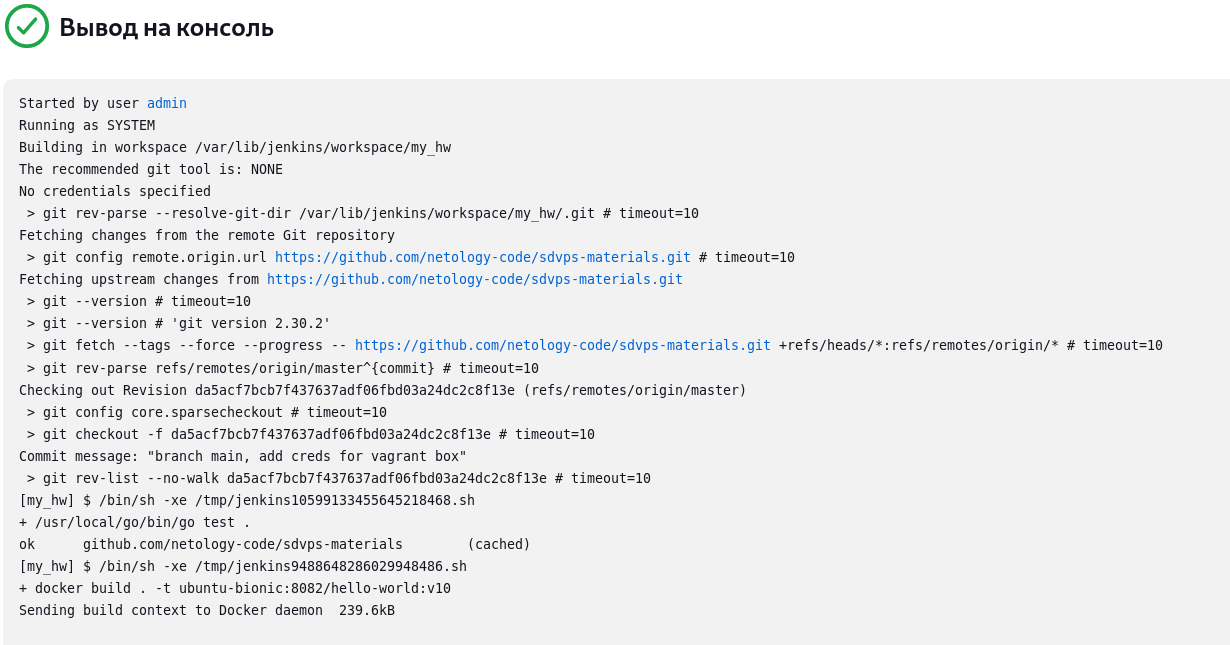 Вывод на консоль
Started by user admin
Running as SYSTEM
Building in workspace /var/lib/jenkins/workspace/my_hw
The recommended git tool is: NONE
No credentials specified
 > git rev-parse --resolve-git-dir /var/lib/jenkins/workspace/my_hw/.git # timeout=10
Fetching changes from the remote Git repository
 > git config remote.origin.url https://github.com/netology-code/sdvps-materials.git # timeout=10
Fetching upstream changes from https://github.com/netology-code/sdvps-materials.git
 > git --version # timeout=10
 > git --version # 'git version 2.30.2'
 > git fetch --tags --force --progress -- https://github.com/netology-code/sdvps-materials.git +refs/heads/*:refs/remotes/origin/* # timeout=10
 > git rev-parse refs/remotes/origin/master^{commit} # timeout=10
Checking out Revision da5acf7bcb7f437637adf06fbd03a24dc2c8f13e (refs/remotes/origin/master)
 > git config core.sparsecheckout # timeout=10
 > git checkout -f da5acf7bcb7f437637adf06fbd03a24dc2c8f13e # timeout=10
Commit message: "branch main, add creds for vagrant box"
 > git rev-list --no-walk da5acf7bcb7f437637adf06fbd03a24dc2c8f13e # timeout=10
[my_hw] $ /bin/sh -xe /tmp/jenkins10599133455645218468.sh
+ /usr/local/go/bin/go test .
ok      github.com/netology-code/sdvps-materials        (cached)
[my_hw] $ /bin/sh -xe /tmp/jenkins9488648286029948486.sh
+ docker build . -t ubuntu-bionic:8082/hello-world:v10
Sending build context to Docker daemon  239.6kB